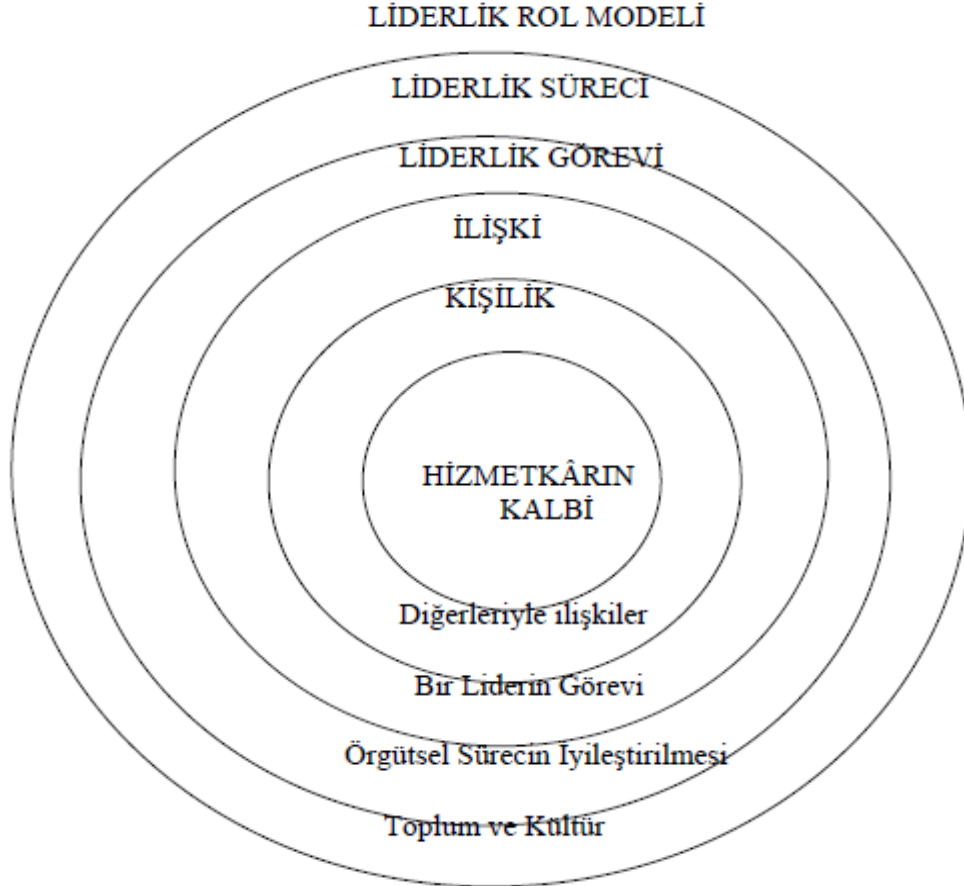 LİDERLİK ROL MODELİ
LİDERLİK SÜRECİ
LİDERLİK GÖREVİ
İLİŞKİ
KİŞİLİK
HİZMETKÂRIN
KALBİ
Diğerleriyle ilişkiler
Bir Liderin Görevi
Örgütsel Sürecin İyileştirilmesi
Toplum ve Kültür